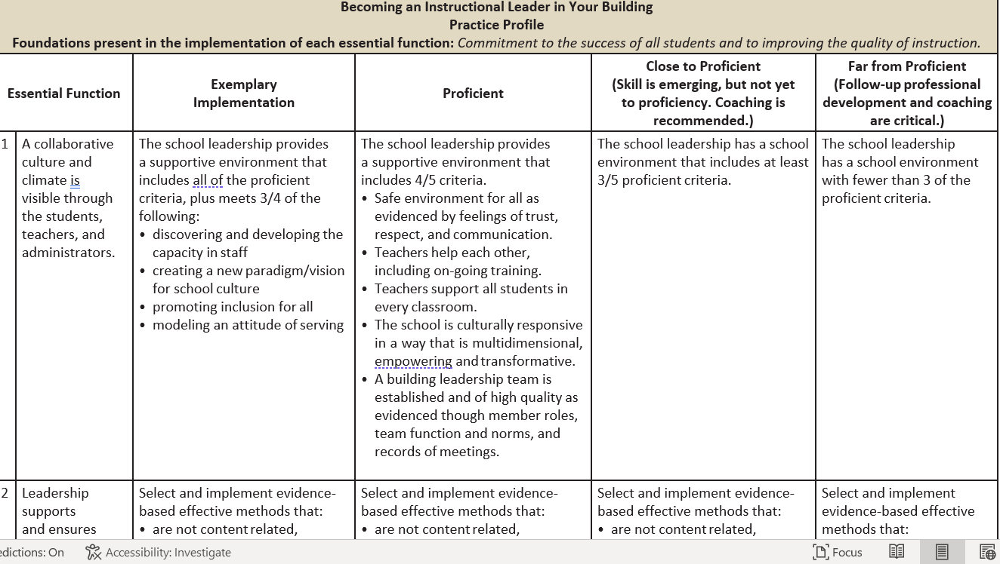 Becoming an Instructional Leader in Your Building
Practice Profile
Foundations present in the implementation of each essential function: Commitment to the success of all students and to improving the quality of instruction.
Essential Function
Exemplary
Implementation
Proficient
Close to Proficient
(Skill is emerging, but not yet
to proficiency. Coaching is
recommended.)
Far from Proficient
(Follow-up professional
development and coaching
are critical.)
1
A collaborative
culture and
climate is
visible through
the students,
teachers, and
administrators.
The school leadership provides
a supportive environment that
includes all of the proficient
criteria, plus meets 3/4 of the
following:
• discovering and developing the
capacity in staff
• creating a new paradigm/vision
for school culture
• promoting inclusion for all
• modeling an attitude of serving
The school leadership provides
a supportive environment that
includes 4/5 criteria.
• Safe environment for all as
evidenced by feelings of trust,
respect, and communication.
• Teachers help each other,
including on-going training.
• Teachers support all students in
every classroom.
• The school is culturally responsive
in a way that is multidimensional,
empowering and transformative.
• A building leadership team is
established and of high quality as
evidenced though member roles,
team function and norms, and
records of meetings.
The school leadership has a school
environment that includes at least
3/5 proficient criteria.
The school leadership
has a school environment
with fewer than 3 of the
proficient criteria.
2
Leadership
supports
and ensures
Select and implement evidence-
based effective methods that:
• are not content related,
Select and implement evidence-
based effective methods that:
• are not content related,
Select and implement evidence-
based effective methods that:
• are not content related,
Select and implement
evidence-based effective
methods that:
edictions: On
Accessibility: Investigate
Focus